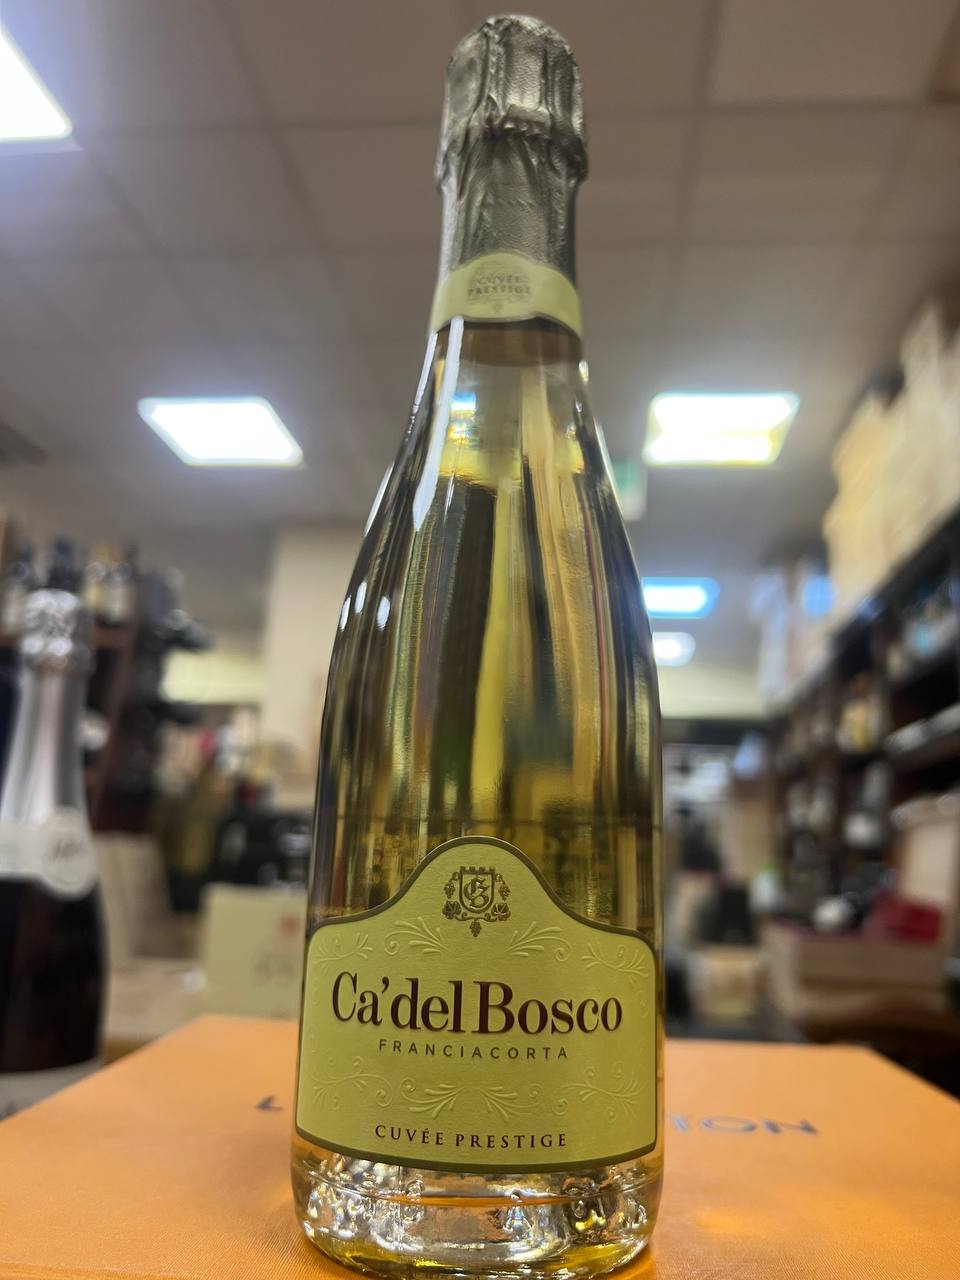 CUVÉE
PRESTIGE
Ca'del Bosco
FRANCIACORTA
CUVÉE PRESTIGE